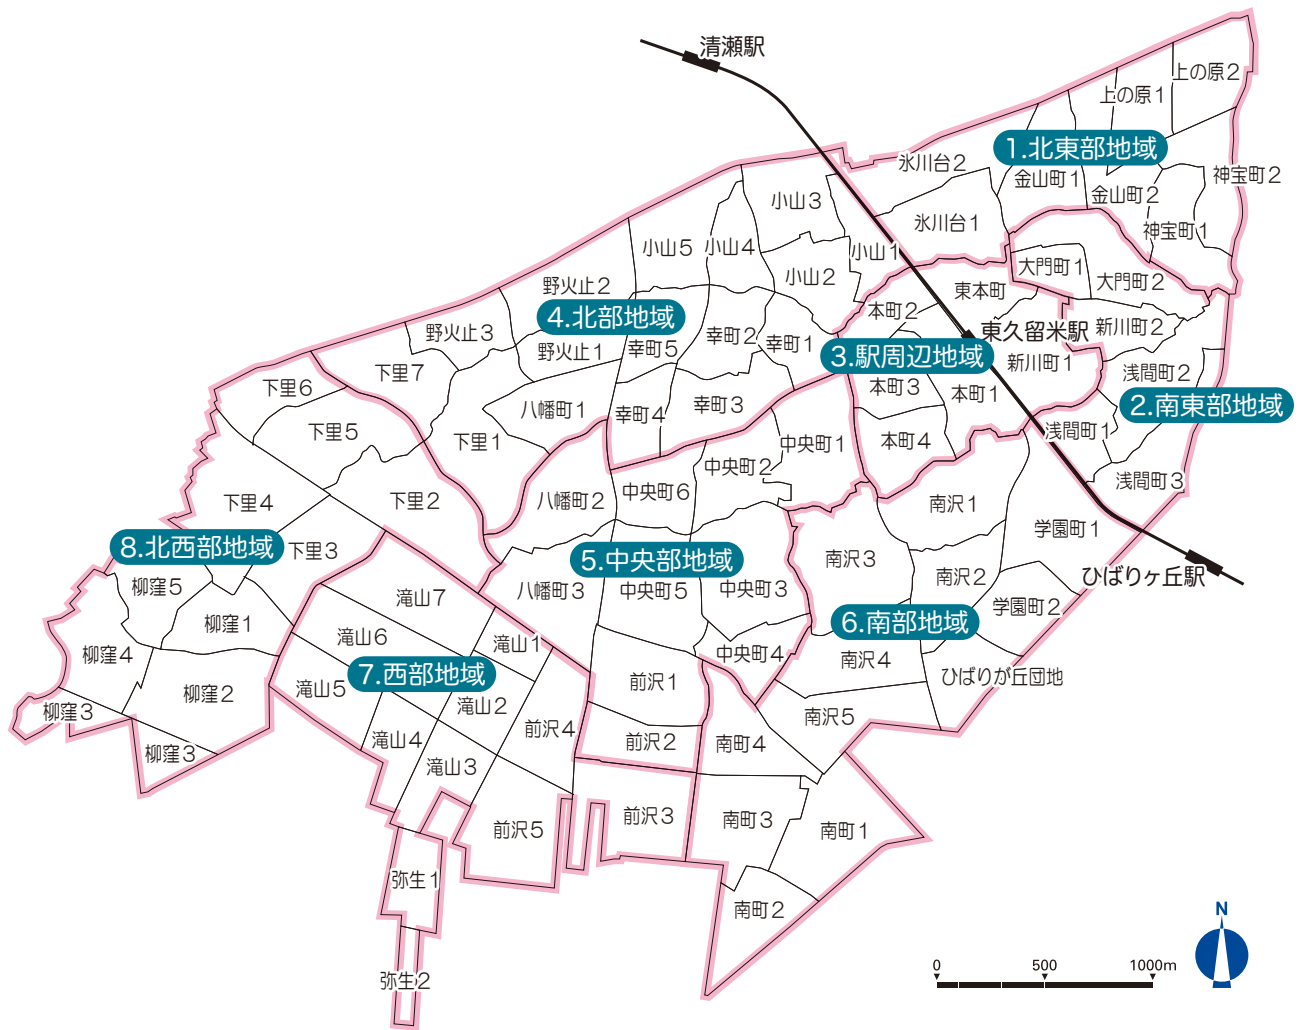 清瀬駅
上の原2
上の原1
1.北東部地域
氷川台2
金山町1
金山町2
神宝町2
氷川台1
神宝町1
小山3
小山5
小山4
小山1
小山2
大門町1
大門町2
東本町
野火止2
4.北部地域
野火止3
野火止1
本町2
東久留米駅
新川町2
幸町5
幸町2
幸町1
3.駅周辺地域
新川町1
浅間町2
2.南東部地域
下里6
下里7
本町3
本町1
八幡町1
幸町4
幸町3
下里5
下里1
本町4
中央町1
浅間町1
中央町2
浅間町3
下里4
下里2
八幡町2
中央町6
南沢1
学園町1
8.北西部地域
下里3
5.中央部地域
南沢3
南沢2
ひばりヶ丘駅
柳窪5
八幡町3
中央町5
中央町3
学園町2
滝山7
柳窪1
滝山6
滝山1
6.南部地域
柳窪4
7.西部地域
中央町4
南沢4
ひばりが丘団地
柳窪2
滝山5
前沢1
滝山2
南沢5
柳窪3
前沢4
前沢2
南町4
柳窪3
滝山4
滝山3
前沢5
前沢3
南町3
南町1
弥生1
南町2
弥生2
N
0 500 1000m